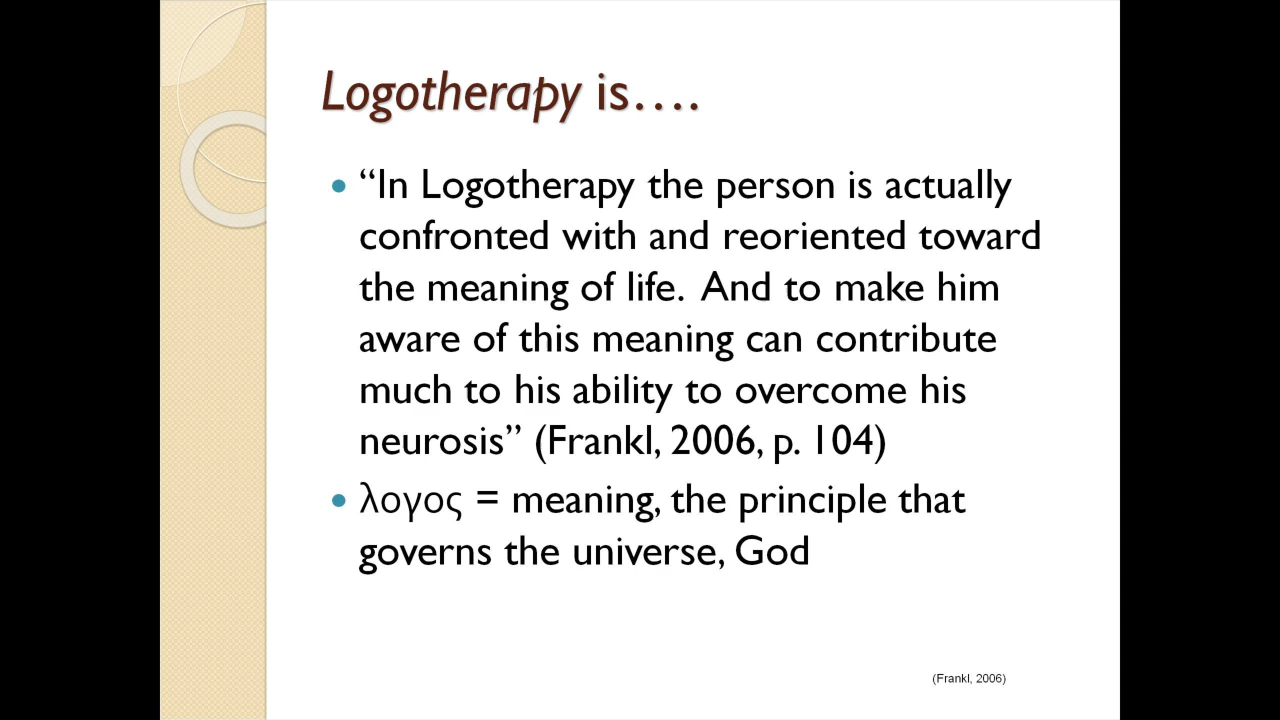 Logotherapy is….
• “In Logotherapy the person is actually
confronted with and reoriented toward
the meaning of life.  And to make him
aware of this meaning can contribute
much to his ability to overcome his
neurosis” (Frankl, 2006, p. 104)
• λογος = meaning, the principle that
governs the universe, God
(Frankl, 2006)